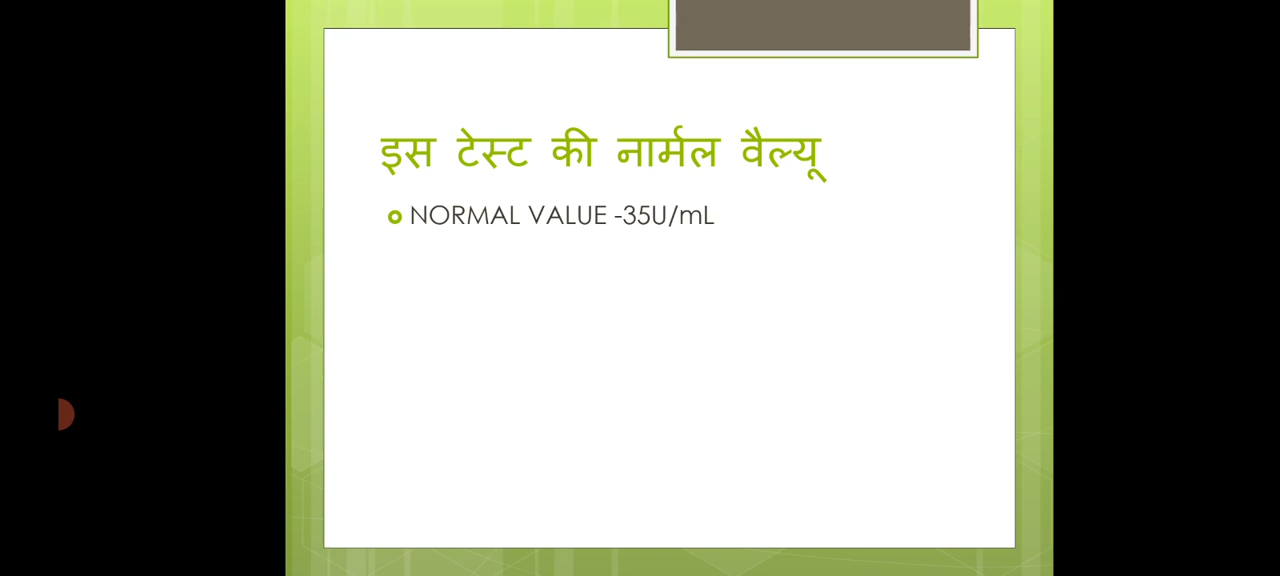 इस टेस्ट की नार्मल वैल्यू
NORMAL VALUE -35U/mL